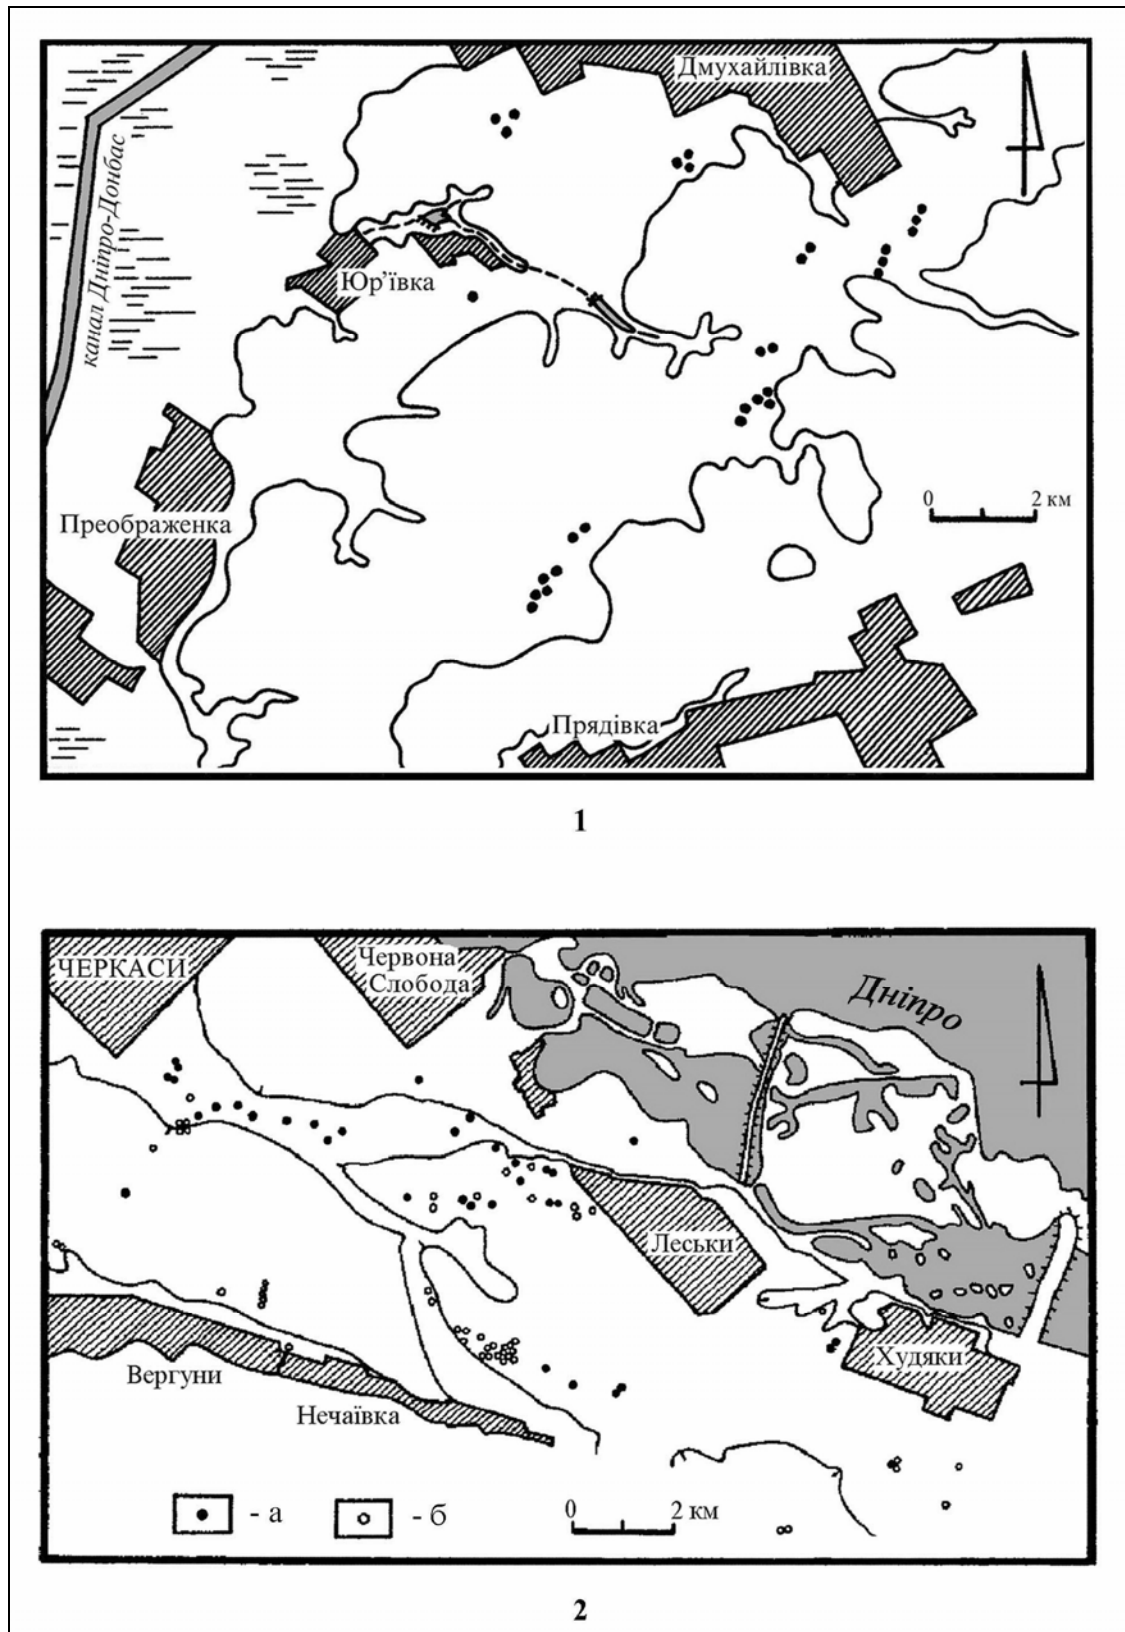 Дмухайлівка
канал Дніпро-Донбас
Юр’ївка
Преображенка
0 2 км
Прядівка
1
ЧЕРКАСИ
Червона
Слобода
Дніпро
Леськи
Худяки
Вергуни
Нечаївка
- а
- б
0 2 км
2